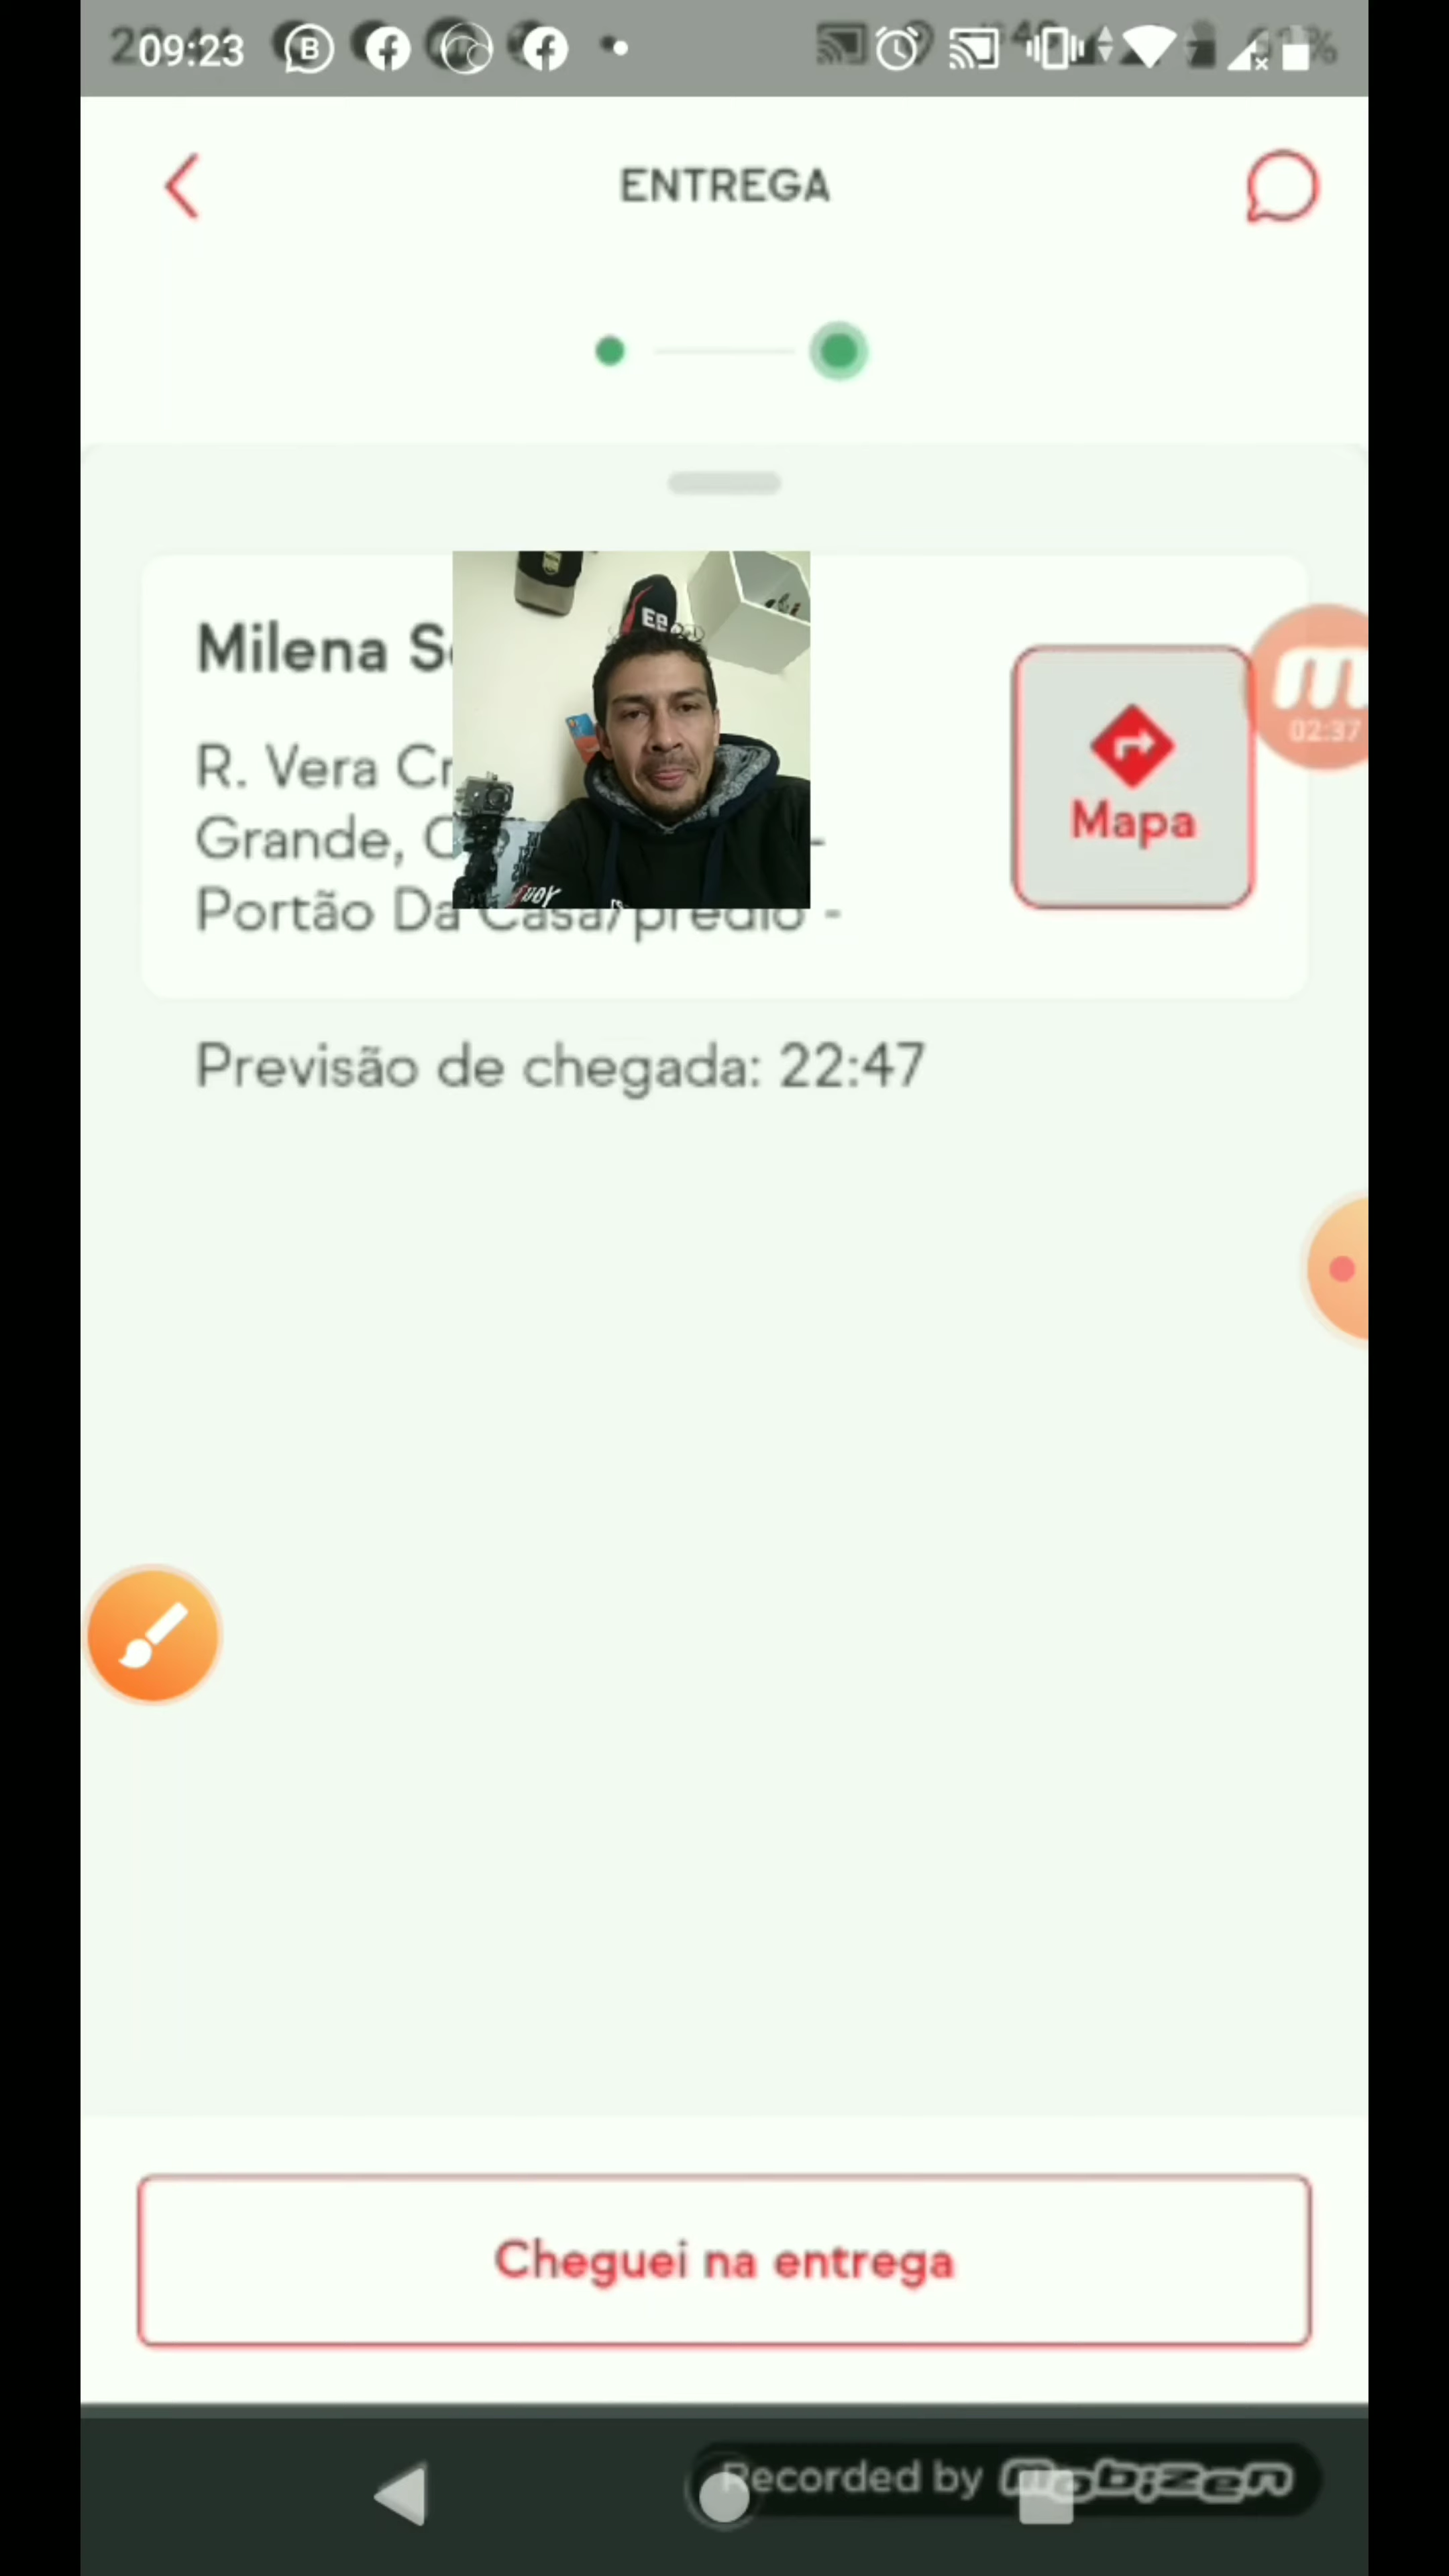 09:23
ENTREGA
Milena S
R. Vera Cr
Grande,
-
Portão Da Casa/prédio -
Mapa
02:37
Previsão de chegada: 22:47
Cheguei na entrega
Recorded by mobizen